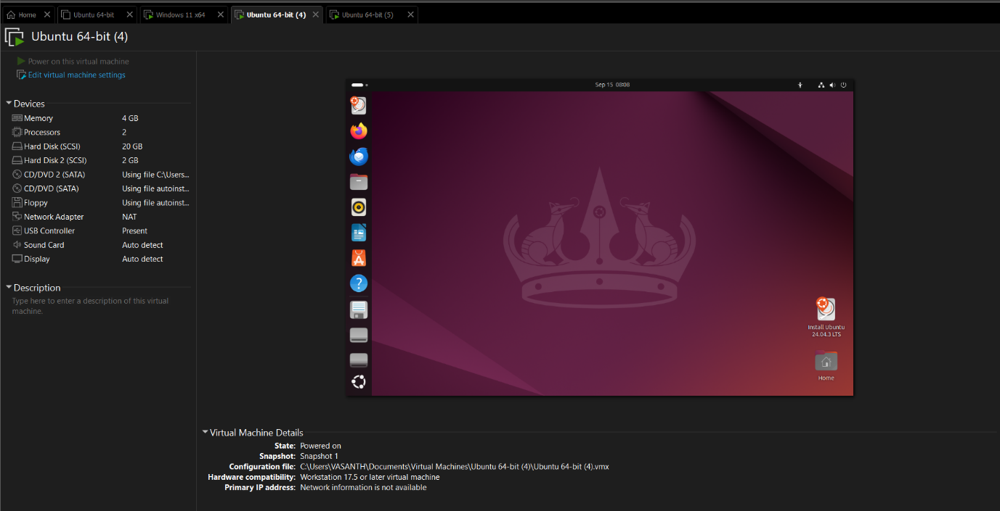 Home
Ubuntu 64-bit
Windows 11 x64
Ubuntu 64-bit (4)
Ubuntu 64-bit (5)
Ubuntu 64-bit (4)
Power on this virtual machine
Edit virtual machine settings
Devices
Memory 4 GB
Processors 2
Hard Disk (SCSI) 20 GB
Hard Disk 2 (SCSI) 2 GB
CD/DVD 2 (SATA) Using file C:\Users...
CD/DVD (SATA) Using file autoinst...
Floppy Using file autoinst...
Network Adapter NAT
USB Controller Present
Sound Card Auto detect
Display Auto detect
Description
Type here to enter a description of this virtual
machine.
Sep 15 08:08
Install Ubuntu
24.04.3 LTS
Home
Virtual Machine Details
State: Powered on
Snapshot: Snapshot 1
Configuration file: C:\Users\VASANTH\Documents\Virtual Machines\Ubuntu 64-bit (4)\Ubuntu 64-bit (4).vmx
Hardware compatibility: Workstation 17.5 or later virtual machine
Primary IP address: Network information is not available